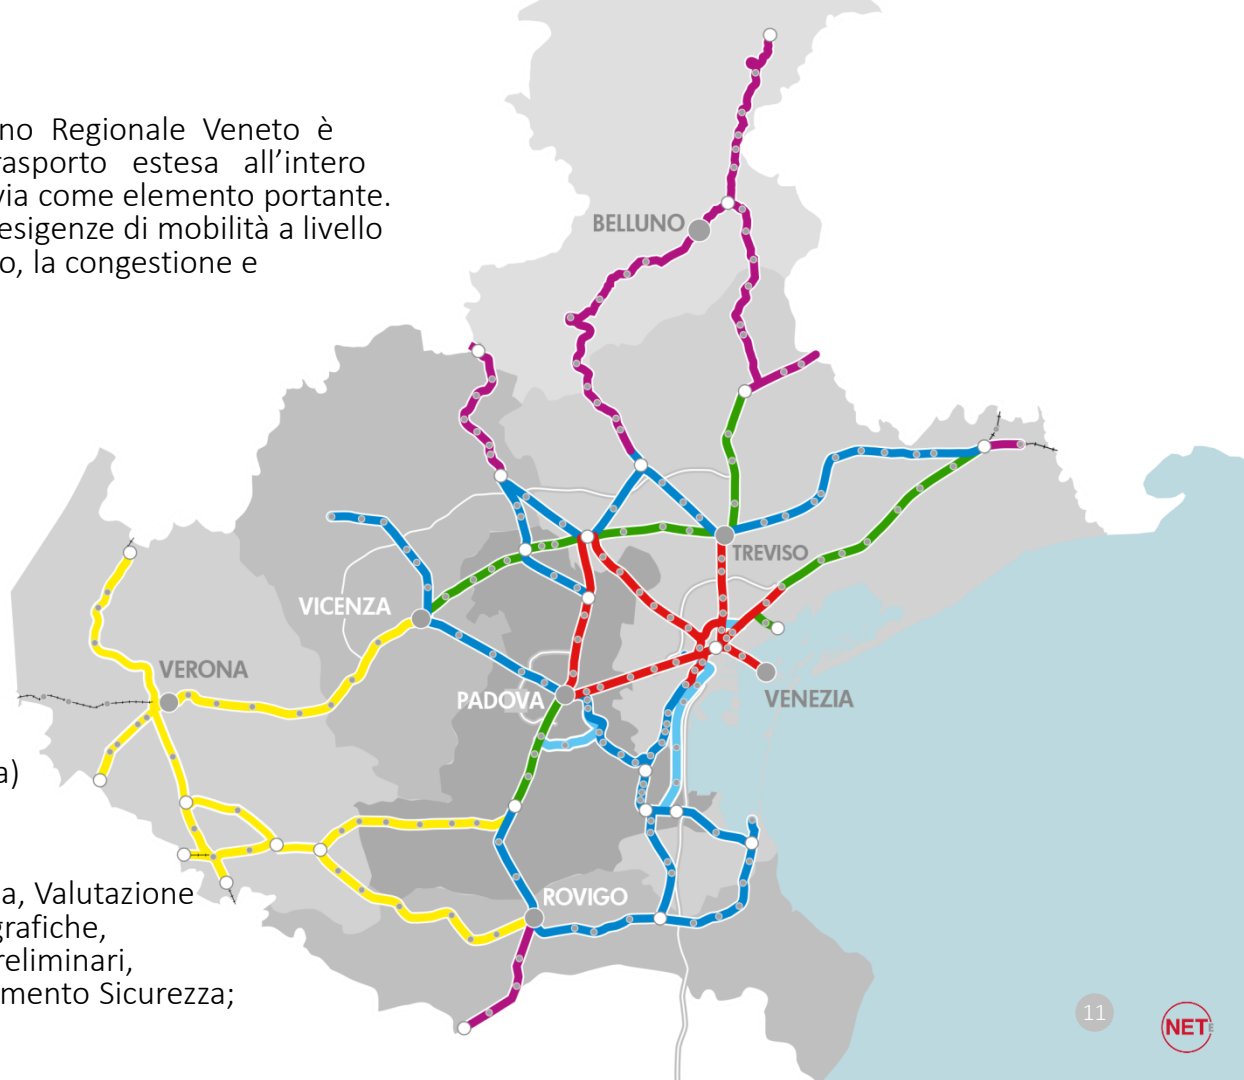 no Regionale Veneto è
rasporto estesa all’intero
via come elemento portante.
esigenze di mobilità a livello
o, la congestione e
BELLUNO
TREVISO
VICENZA
VERONA
PADOVA
VENEZIA
a)
a, Valutazione
ROVIGO
grafiche,
reliminari,
mento Sicurezza;
11
NET